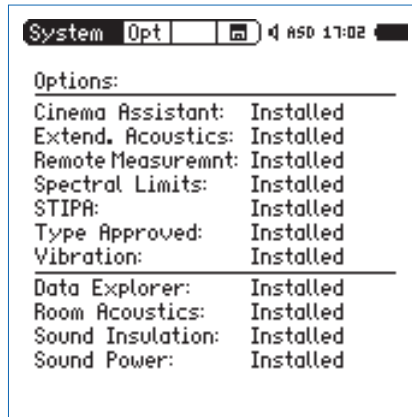 System Opt ASD 17:02
Options:
Cinema Assistant: Installed
Extend. Acoustics: Installed
Remote Measuremnt: Installed
Spectral Limits: Installed
STIPA: Installed
Type Approved: Installed
Vibration: Installed
Data Explorer: Installed
Room Acoustics: Installed
Sound Insulation: Installed
Sound Power: Installed